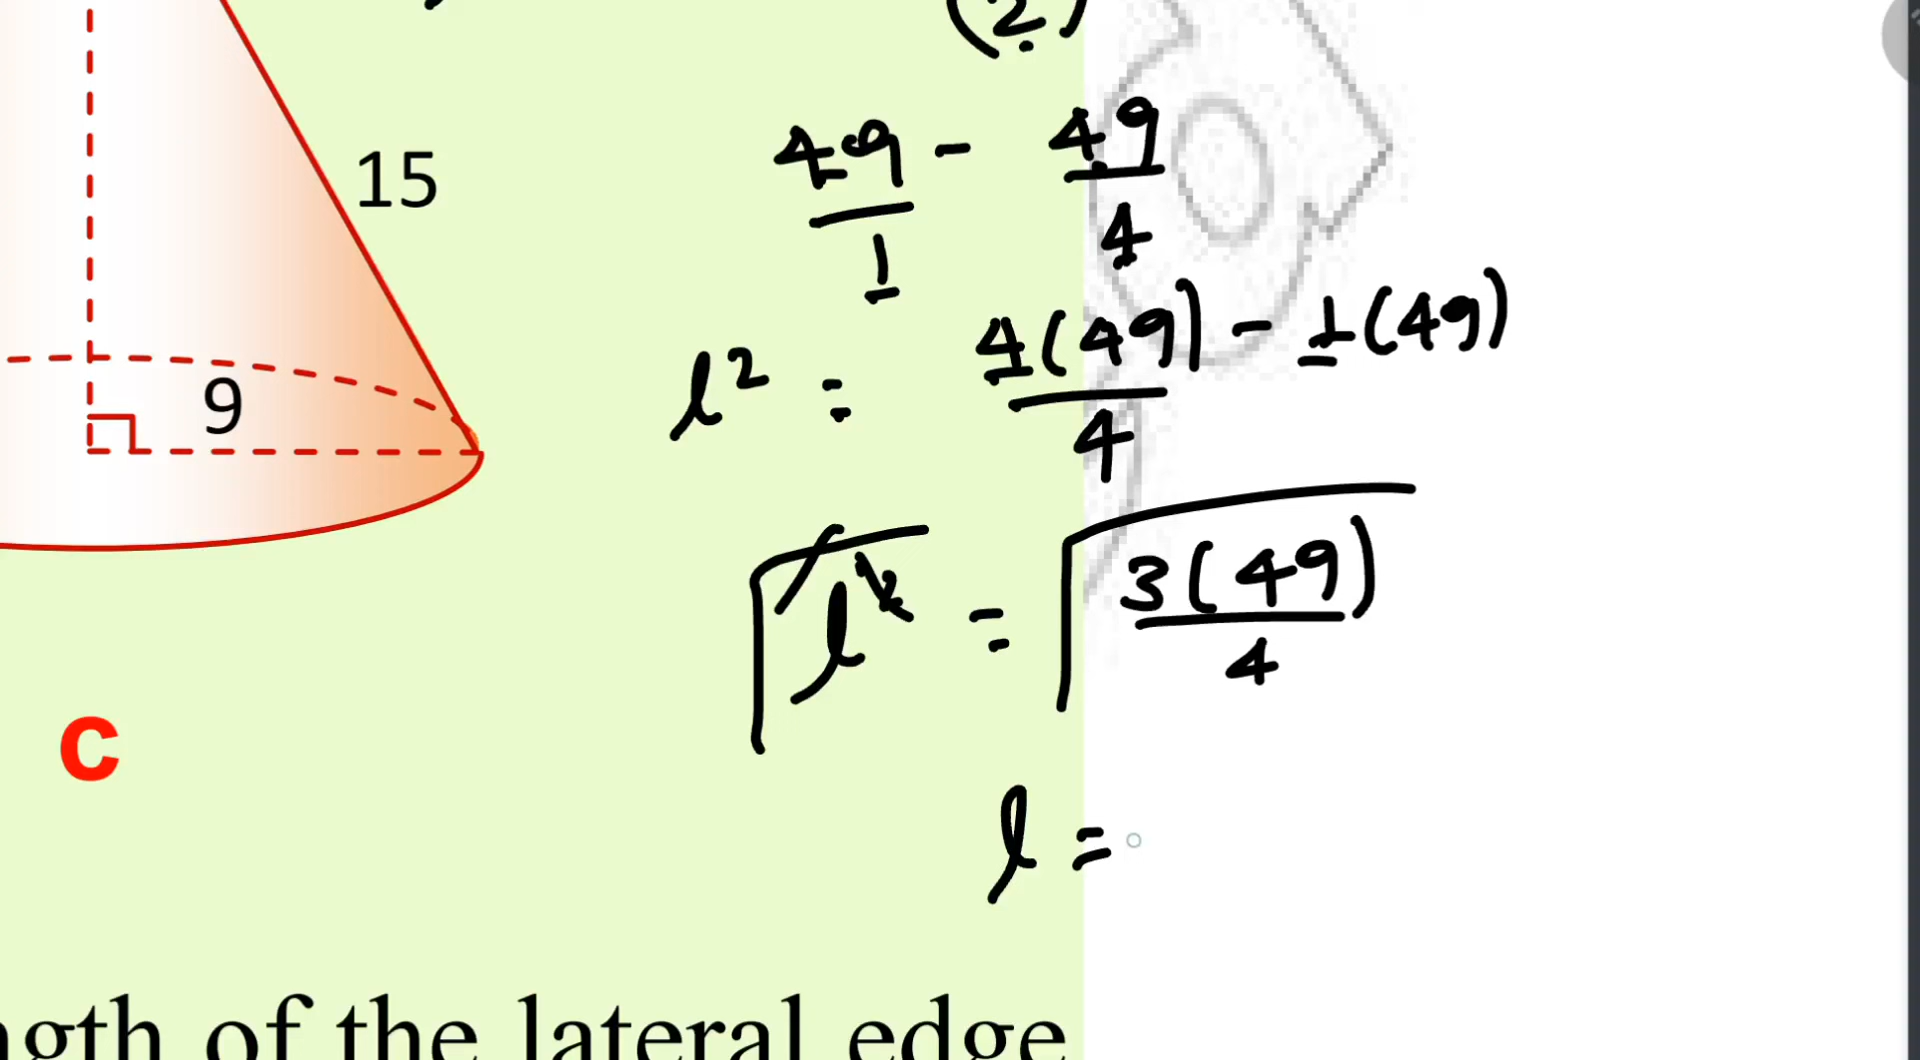 (2)
15
49/1 - 49/4
9
l² = 4(49) - 1(49)/4
√l² = √3(49)/4
C
l =
ngth of the lateral edge